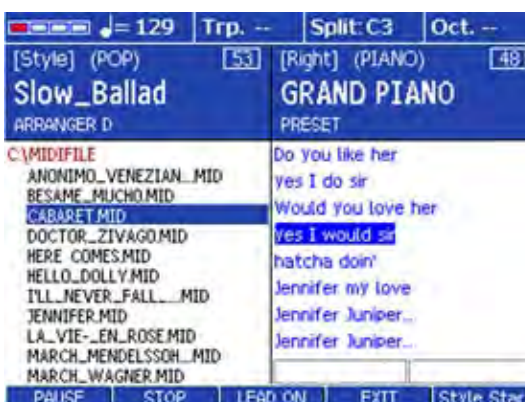 ♩= 129 Trp. -- Split: C3 Oct. --
[Style] (POP) 53
Slow_Ballad
ARRANGER D
[Right] (PIANO) 48
GRAND PIANO
PRESET
C:\MIDIFILE
ANONIMO_VENEZIAN...MID
BESAME_MUCHO.MID
CABARET.MID
DOCTOR_ZIVAGO.MID
HERE COMES.MID
HELLO_DOLLY.MID
I'LL_NEVER_FALL_...MID
JENNIFER.MID
LA_VIE-_EN_ROSE.MID
MARCH_MENDELSSOH...MID
MARCH_WAGNER.MID
Do you like her
yes I do sir
Would you love her
yes I would sir
hatcha doin'
Jennifer my love
Jennifer Juniper...
Jennifer Juniper...
PAUSE STOP LEAD ON EXIT Style Star